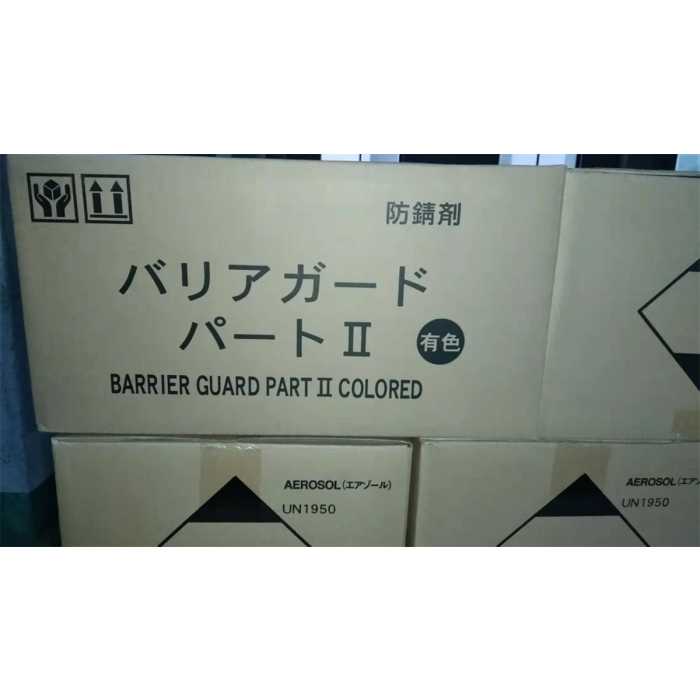 防錆剤
バリアガード
パートⅡ 有色
BARRIER GUARD PART Ⅱ COLORED
AEROSOL(エアゾール)
UN1950
AEROSOL(エアゾ
UN1950